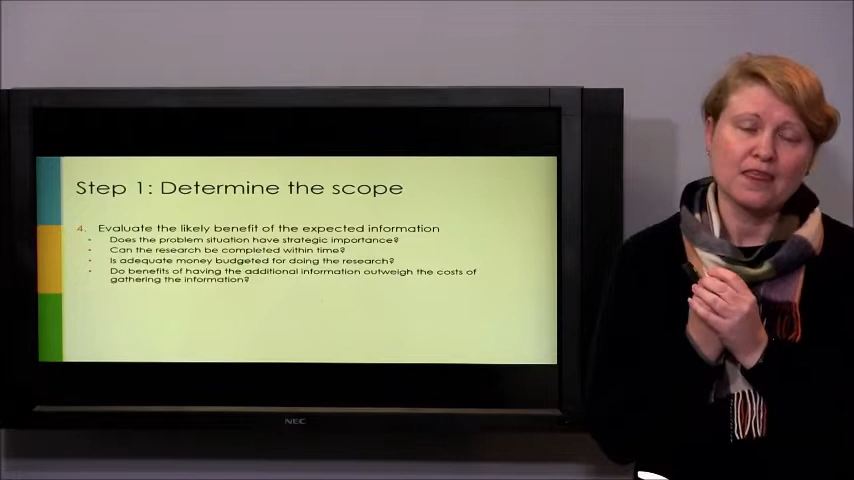 Step 1: Determine the scope
4. Evaluate the likely benefit of the expected information
• Does the problem situation have strategic importance?
• Can the research be completed within time?
• Is adequate money budgeted for doing the research?
• Do benefits of having the additional information outweigh the costs of
gathering the information?
NEC